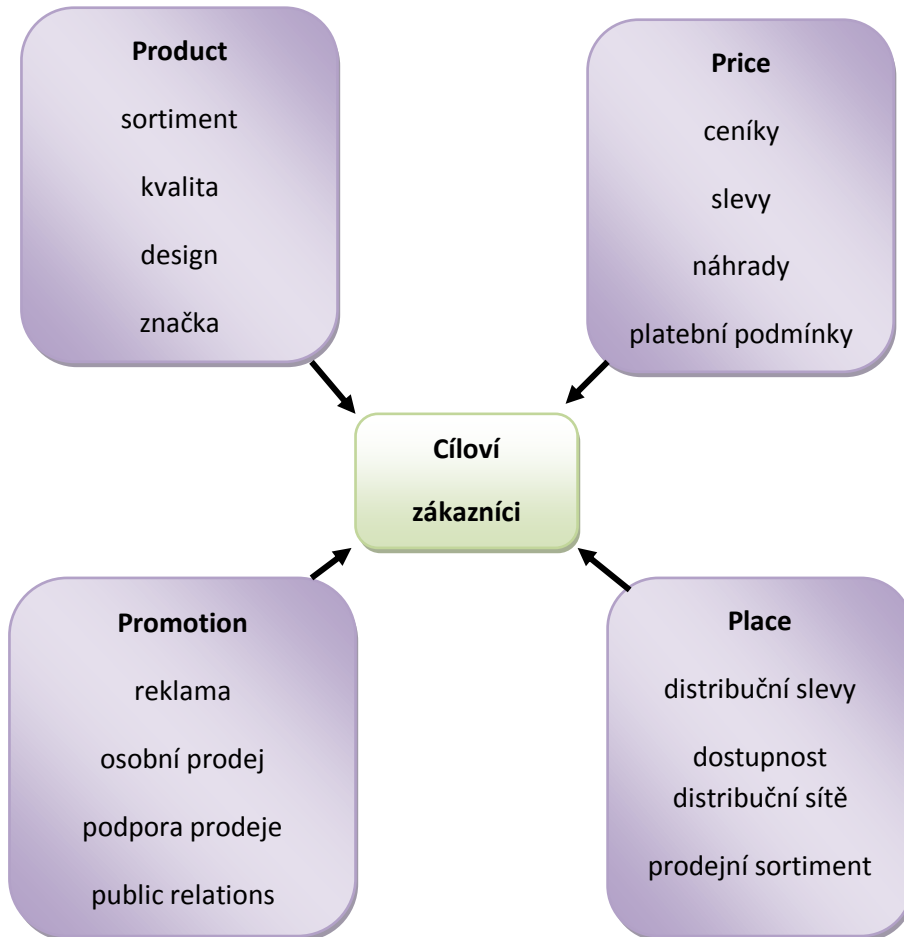 Product
sortiment
kvalita
design
značka
Price
ceníky
slevy
náhrady
platební podmínky
Cíloví
zákazníci
Promotion
reklama
osobní prodej
podpora prodeje
public relations
Place
distribuční slevy
dostupnost
distribuční sítě
prodejní sortiment